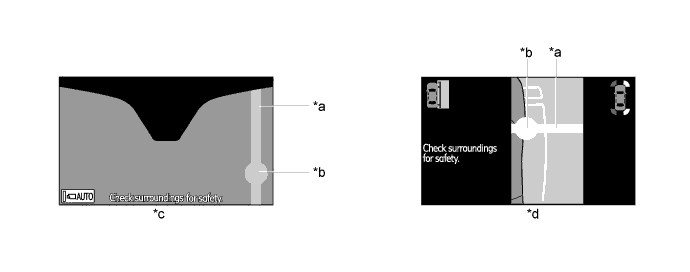 *b
*a
*a
*b
Check surroundings
for safety.
AUTO
Check surroundings for safety.
*c
*d